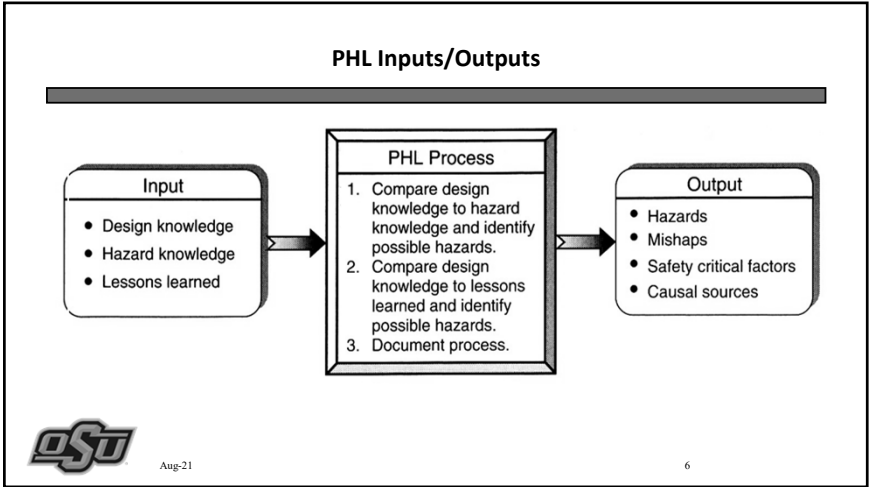 PHL Inputs/Outputs
Input
• Design knowledge
• Hazard knowledge
• Lessons learned
PHL Process
1. Compare design
knowledge to hazard
knowledge and identify
possible hazards.
2. Compare design
knowledge to lessons
learned and identify
possible hazards.
3. Document process.
Output
• Hazards
• Mishaps
• Safety critical factors
• Causal sources
OSU
Aug-21
6